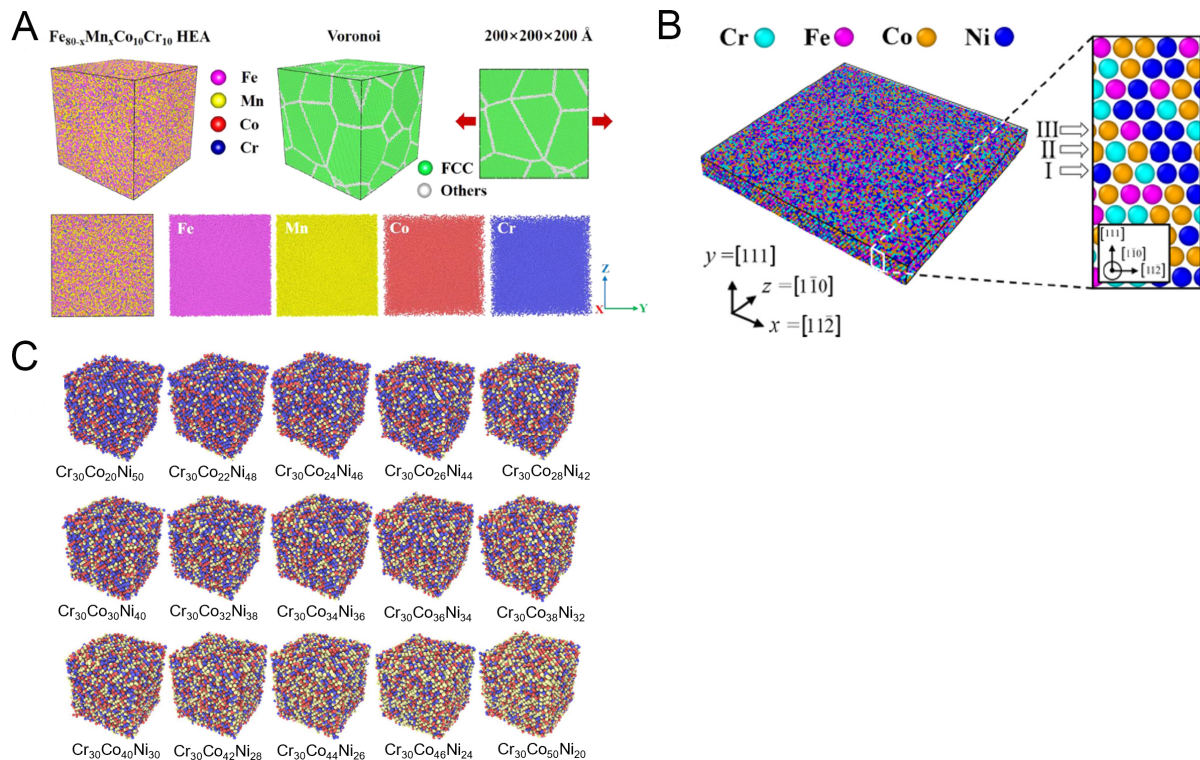 A
Fe₈₀₋ₓMnₓCo₁₀Cr₁₀ HEA
Voronoi
200×200×200 Å
Fe
Mn
Co
Cr
FCC
Others
Fe
Mn
Co
Cr
Z
X
Y
B
Cr Fe Co Ni
III
II
I
[111]
[11̄0]
[112̄]
y = [111]
z = [11̄0]
x = [112̄]
C
Cr₃₀Co₂₀Ni₅₀ Cr₃₀Co₂₂Ni₄₈ Cr₃₀Co₂₄Ni₄₆ Cr₃₀Co₂₆Ni₄₄ Cr₃₀Co₂₈Ni₄₂
Cr₃₀Co₃₀Ni₄₀ Cr₃₀Co₃₂Ni₃₈ Cr₃₀Co₃₄Ni₃₆ Cr₃₀Co₃₆Ni₃₄ Cr₃₀Co₃₈Ni₃₂
Cr₃₀Co₄₀Ni₃₀ Cr₃₀Co₄₂Ni₂₈ Cr₃₀Co₄₄Ni₂₆ Cr₃₀Co₄₆Ni₂₄ Cr₃₀Co₅₀Ni₂₀